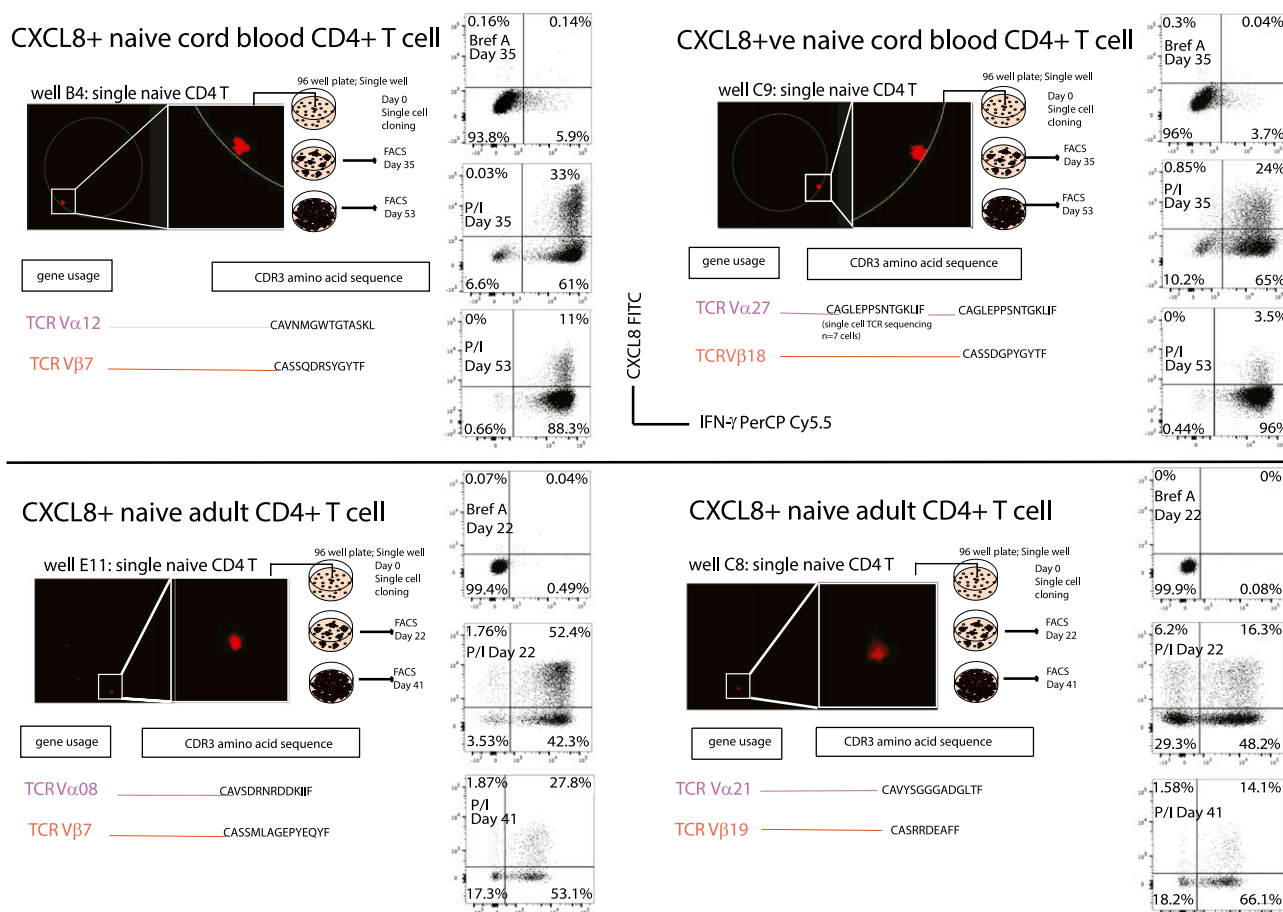 CXCL8+ naive cord blood CD4+ T cell
well B4: single naive CD4 T
96 well plate; Single well
Day 0
Single cell
cloning
FACS
Day 35
FACS
Day 53
gene usage
CDR3 amino acid sequence
TCR Vα12
CAVNMGWTGTASKL
TCR Vβ7
CASSQDRSYGYTF
0.16%
0.14%
Bref A
Day 35
93.8%
5.9%
0.03%
33%
P/I
Day 35
6.6%
61%
0%
11%
P/I
Day 53
0.66%
88.3%
CXCL8+ve naive cord blood CD4+ T cell
well C9: single naive CD4 T
96 well plate; Single well
Day 0
Single cell
cloning
FACS
Day 35
FACS
Day 53
gene usage
CDR3 amino acid sequence
TCR Vα27
CAGLEPPSNTGKLIF
CAGLEPPSNTGKLIF
(single cell TCR sequencing
n=7 cells)
TCRVβ18
CASSDGPYGYTF
CXCL8 FITC
IFN-γ PerCP Cy5.5
0.3%
0.04%
Bref A
Day 35
96%
3.7%
0.85%
24%
P/I
Day 35
10.2%
65%
0%
3.5%
P/I
Day 53
0.44%
96%
CXCL8+ naive adult CD4+ T cell
well E11: single naive CD4 T
96 well plate; Single well
Day 0
Single cell
cloning
FACS
Day 22
FACS
Day 41
gene usage
CDR3 amino acid sequence
TCR Vα08
CAVSDRNRDDKIIF
TCR Vβ7
CASSMLAGEPYEQYF
0.07%
0.04%
Bref A
Day 22
99.4%
0.49%
1.76%
52.4%
P/I Day 22
3.53%
42.3%
1.87%
27.8%
P/I
Day 41
17.3%
53.1%
CXCL8+ naive adult CD4+ T cell
well C8: single naive CD4 T
96 well plate; Single well
Day 0
Single cell
cloning
FACS
Day 22
FACS
Day 41
gene usage
CDR3 amino acid sequence
TCR Vα21
CAVYSGGGADGLTF
TCR Vβ19
CASRRDEAFF
0%
0%
Bref A
Day 22
99.9%
0.08%
6.2%
16.3%
P/I Day 22
29.3%
48.2%
1.58%
14.1%
P/I Day 41
18.2%
66.1%